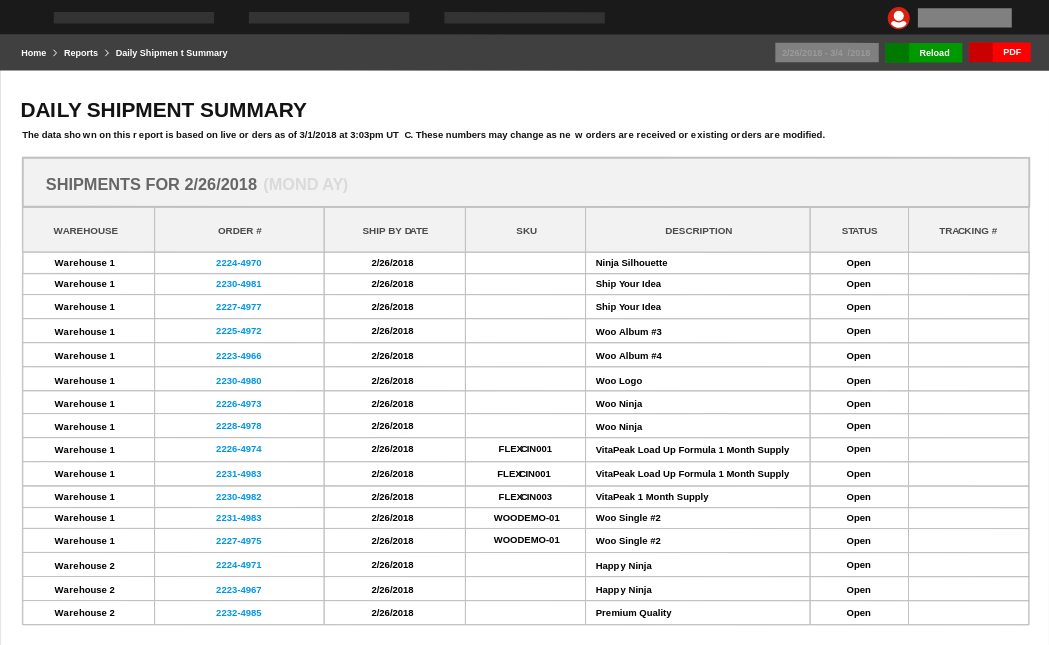 Home > Reports > Daily Shipment Summary
2/26/2018 - 3/4/2018 Reload PDF
DAILY SHIPMENT SUMMARY
The data shown on this report is based on live orders as of 3/1/2018 at 3:03pm UTC. These numbers may change as new orders are received or existing orders are modified.
SHIPMENTS FOR 2/26/2018 (MONDAY)
WAREHOUSE ORDER # SHIP BY DATE SKU DESCRIPTION STATUS TRACKING #
Warehouse 1 2224-4970 2/26/2018 Ninja Silhouette Open
Warehouse 1 2230-4981 2/26/2018 Ship Your Idea Open
Warehouse 1 2227-4977 2/26/2018 Ship Your Idea Open
Warehouse 1 2225-4972 2/26/2018 Woo Album #3 Open
Warehouse 1 2223-4966 2/26/2018 Woo Album #4 Open
Warehouse 1 2230-4980 2/26/2018 Woo Logo Open
Warehouse 1 2226-4973 2/26/2018 Woo Ninja Open
Warehouse 1 2228-4978 2/26/2018 Woo Ninja Open
Warehouse 1 2226-4974 2/26/2018 FLEXCIN001 VitaPeak Load Up Formula 1 Month Supply Open
Warehouse 1 2231-4983 2/26/2018 FLEXCIN001 VitaPeak Load Up Formula 1 Month Supply Open
Warehouse 1 2230-4982 2/26/2018 FLEXCIN003 VitaPeak 1 Month Supply Open
Warehouse 1 2231-4983 2/26/2018 WOODEMO-01 Woo Single #2 Open
Warehouse 1 2227-4975 2/26/2018 WOODEMO-01 Woo Single #2 Open
Warehouse 2 2224-4971 2/26/2018 Happy Ninja Open
Warehouse 2 2223-4967 2/26/2018 Happy Ninja Open
Warehouse 2 2232-4985 2/26/2018 Premium Quality Open